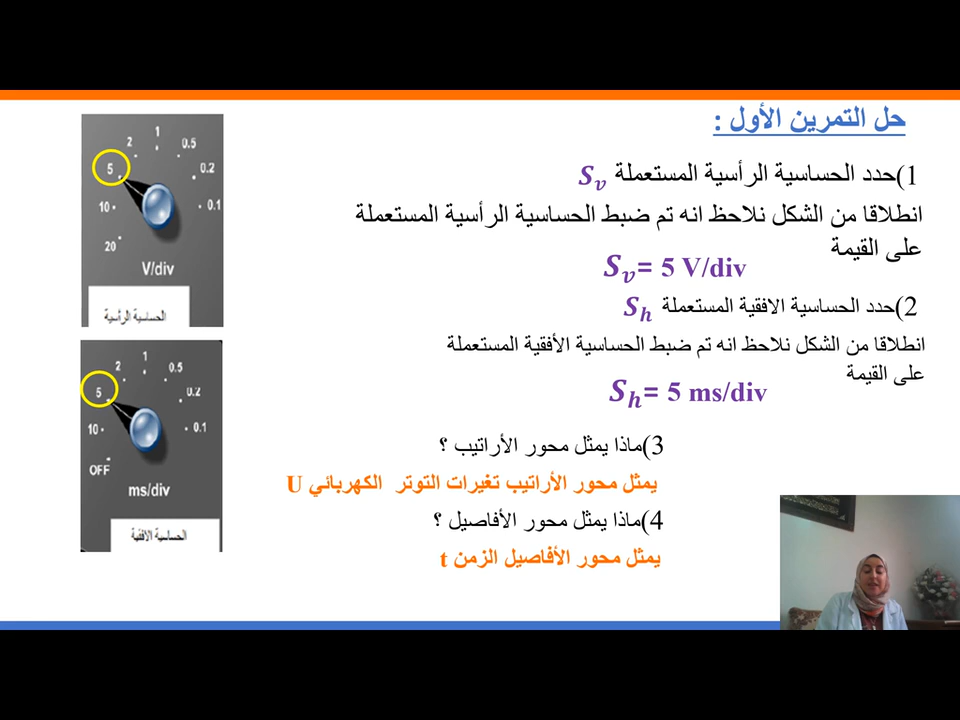 حل التمرين الأول :
1)حدد الحساسية الرأسية المستعملة Sv
انطلاقا من الشكل نلاحظ انه تم ضبط الحساسية الرأسية المستعملة
على القيمة
Sv= 5 V/div
2)حدد الحساسية الافقية المستعملة Sh
انطلاقا من الشكل نلاحظ انه تم ضبط الحساسية الأفقية المستعملة
على القيمة
Sh= 5 ms/div
3)ماذا يمثل محور الأراتيب ؟
يمثل محور الأراتيب تغيرات التوتر الكهربائي U
4)ماذا يمثل محور الأفاصيل ؟
يمثل محور الأفاصيل الزمن t
1
2 0.5
5 0.2
10 0.1
20
V/div
الحساسية الرأسية
1
2 0.5
5 0.2
10 0.1
OFF
ms/div
الحساسية الافقية